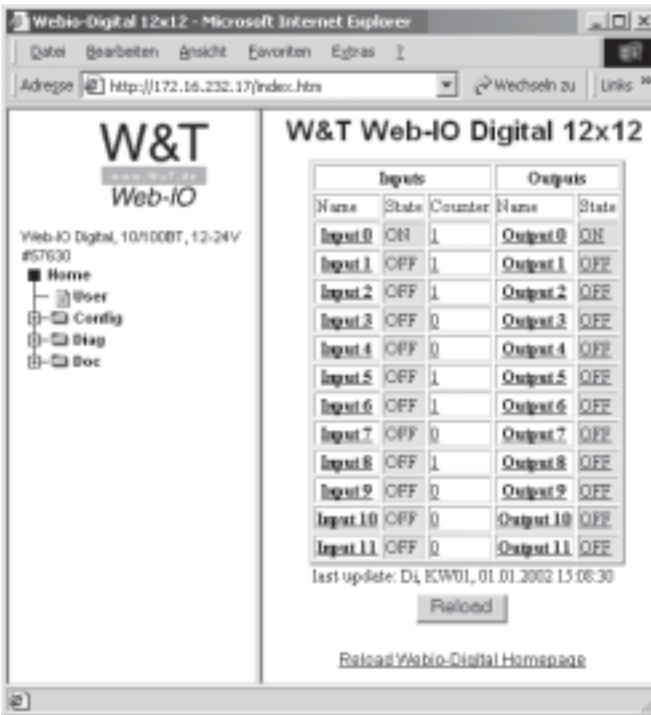 Webio-Digital 12x12 - Microsoft Internet Explorer
Datei Bearbeiten Ansicht Favoriten Extras ?
Adresse http://172.16.232.17/index.htm Wechseln zu Links »
W&T
www.WuT.de
Web-IO
Web-IO Digital, 10/100BT, 12-24V
#57630
Home
User
Config
Diag
Doc
W&T Web-IO Digital 12x12
Inputs Outputs
Name State Counter Name State
Input 0 ON 1 Output 0 ON
Input 1 OFF 1 Output 1 OFF
Input 2 OFF 1 Output 2 OFF
Input 3 OFF 0 Output 3 OFF
Input 4 OFF 0 Output 4 OFF
Input 5 OFF 1 Output 5 OFF
Input 6 OFF 1 Output 6 OFF
Input 7 OFF 0 Output 7 OFF
Input 8 OFF 1 Output 8 OFF
Input 9 OFF 0 Output 9 OFF
Input 10 OFF 0 Output 10 OFF
Input 11 OFF 0 Output 11 OFF
last update: Di, KW01, 01.01.2002 15:08:30
Reload
Reload Webio-Digital Homepage